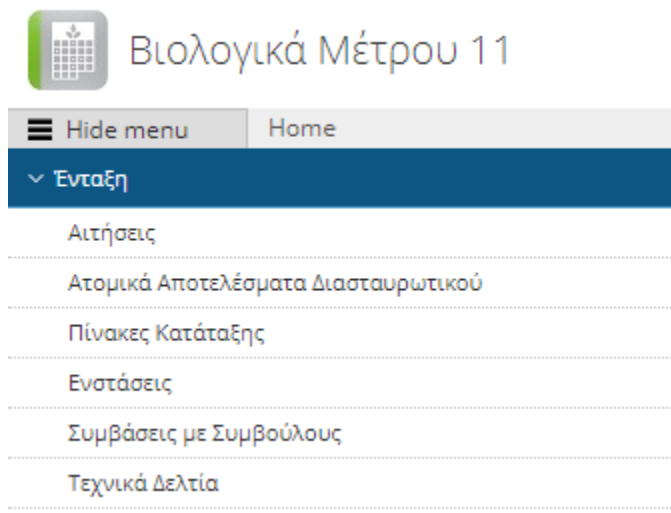 Βιολογικά Μέτρου 11
Hide menu Home
Ένταξη
Αιτήσεις
Ατομικά Αποτελέσματα Διασταυρωτικού
Πίνακες Κατάταξης
Ενστάσεις
Συμβάσεις με Συμβούλους
Τεχνικά Δελτία